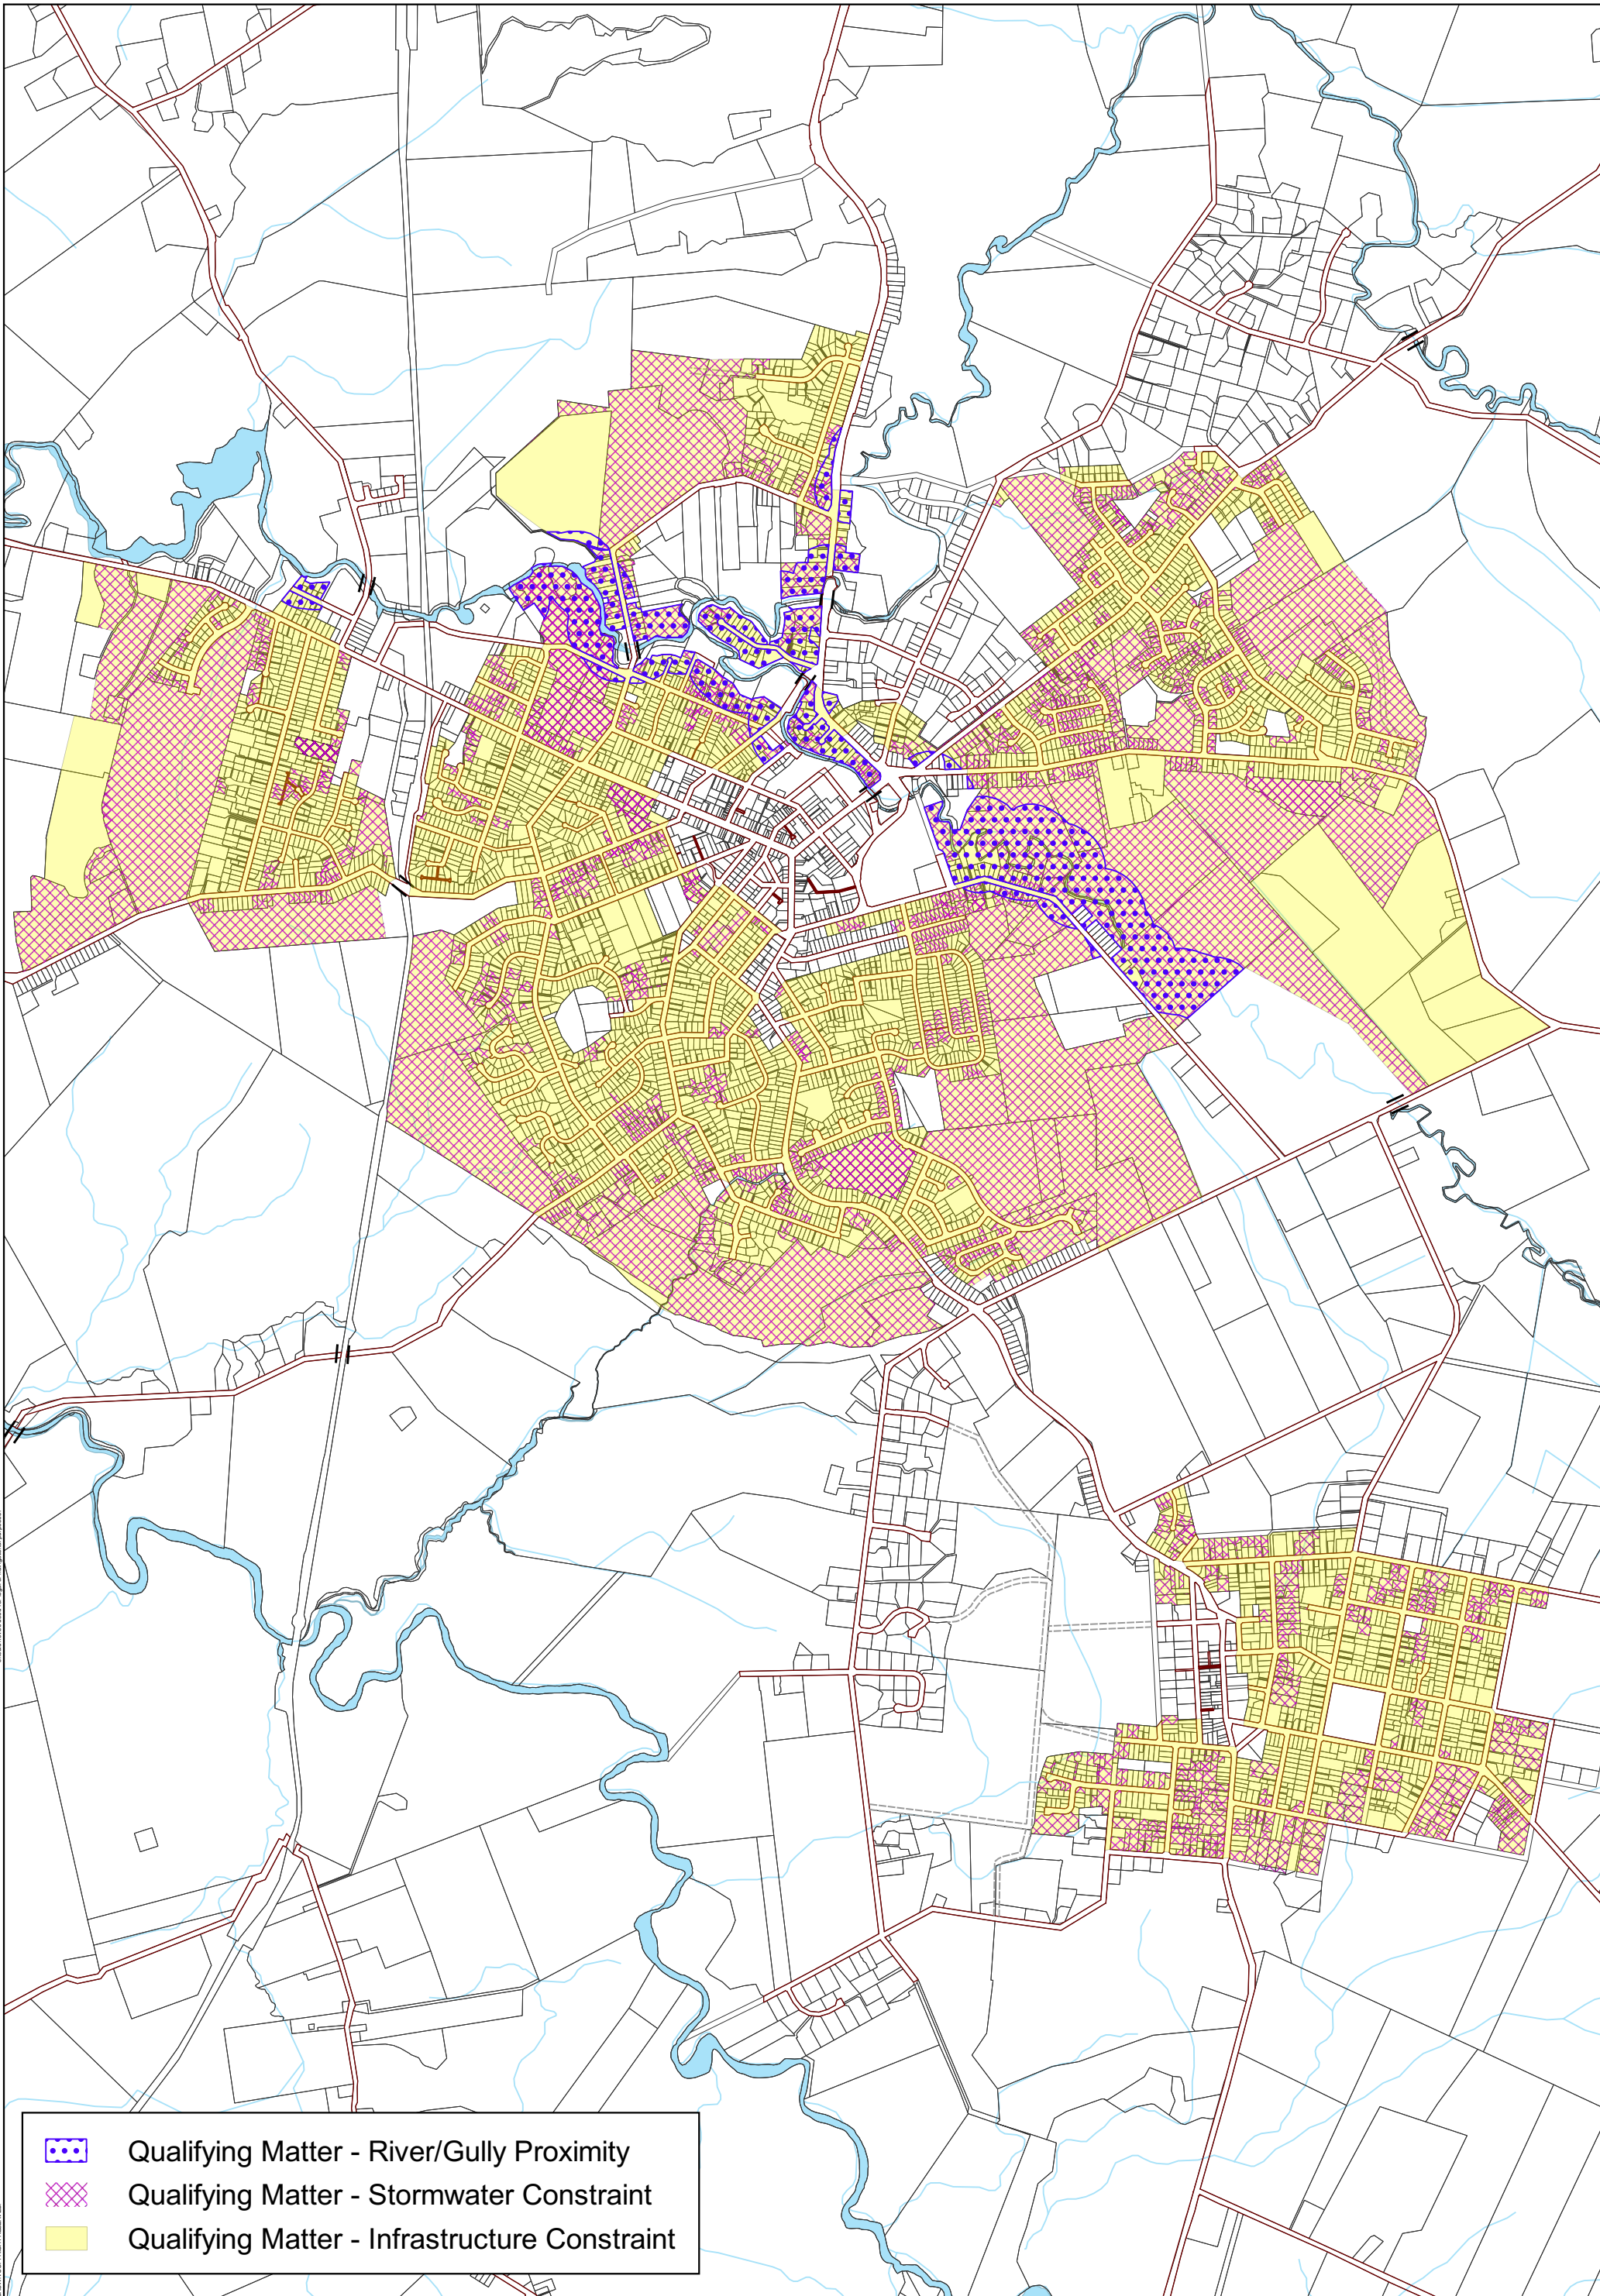 Qualifying Matter - River/Gully Proximity
Qualifying Matter - Stormwater Constraint
Qualifying Matter - Infrastructure Constraint